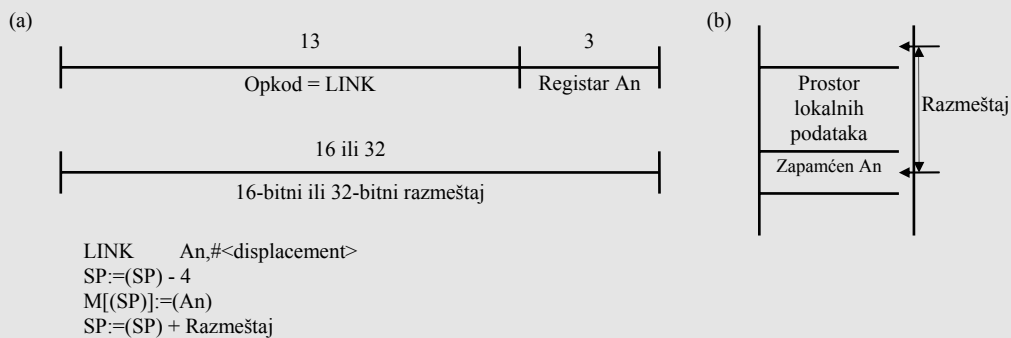 (a)
13
3
Opkod = LINK
Registar An
16 ili 32
16-bitni ili 32-bitni razmeštaj
LINK An,#<displacement>
SP:=(SP) - 4
M[(SP)]:=(An)
SP:=(SP) + Razmeštaj
(b)
Prostor
lokalnih
podataka
Razmeštaj
Zapamćen An